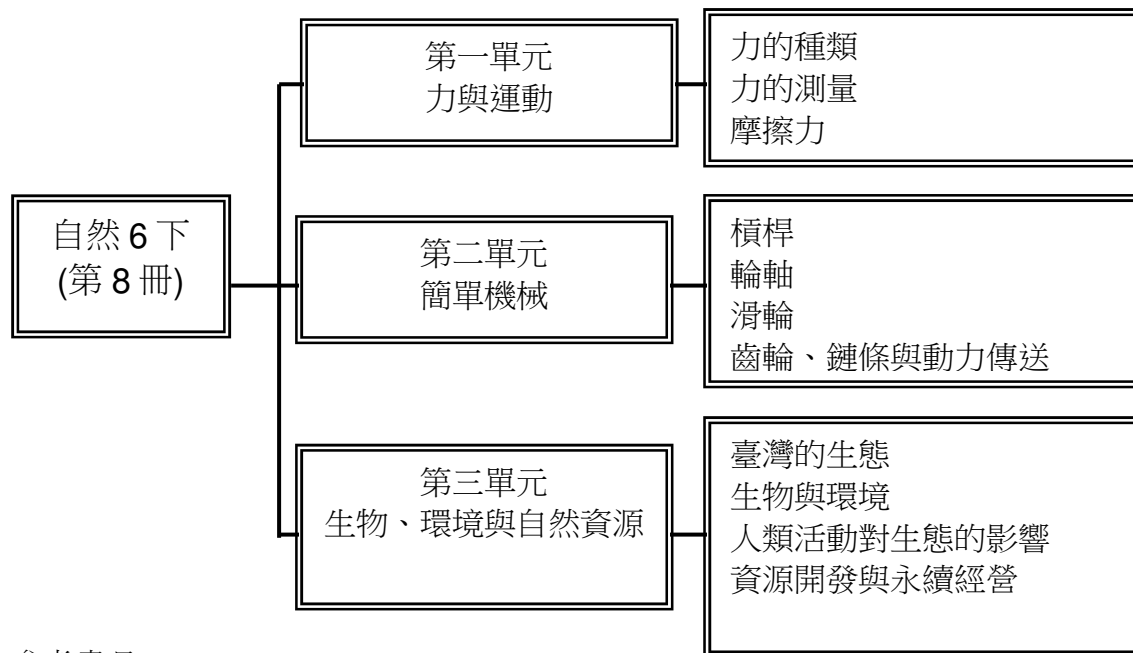 自然 6 下
(第 8 冊)
第一單元
力與運動
力的種類
力的測量
摩擦力
第二單元
簡單機械
槓桿
輪軸
滑輪
齒輪、鏈條與動力傳送
第三單元
生物、環境與自然資源
臺灣的生態
生物與環境
人類活動對生態的影響
資源開發與永續經營